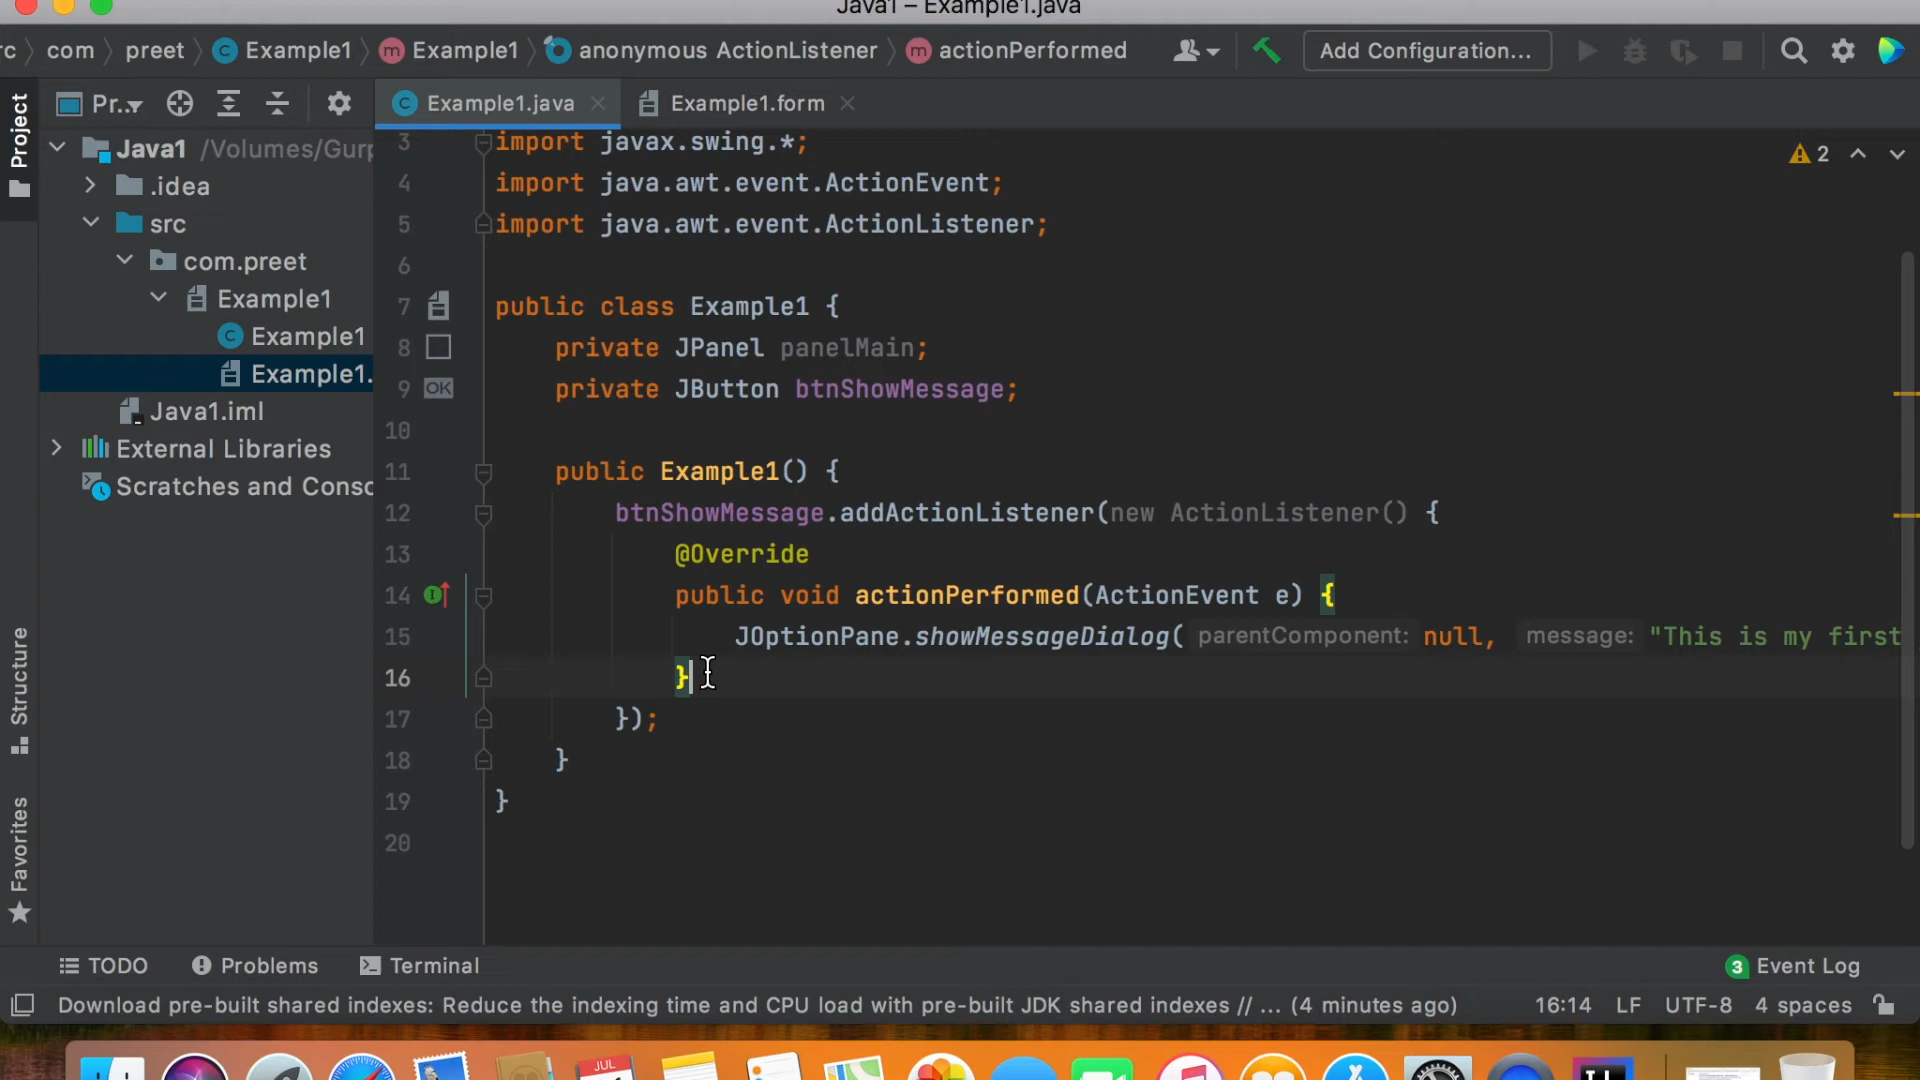 Java1 – Example1.java
rc com preet Example1 Example1 anonymous ActionListener actionPerformed Add Configuration...
Project
Pr... Example1.java Example1.form
Java1 /Volumes/Gurp
.idea
src
com.preet
Example1
Example1
Example1.
Java1.iml
External Libraries
Scratches and Consc
3 import javax.swing.*;
2
4 import java.awt.event.ActionEvent;
5 import java.awt.event.ActionListener;
6
7 public class Example1 {
8 private JPanel panelMain;
9 OK private JButton btnShowMessage;
10
11 public Example1() {
12 btnShowMessage.addActionListener(new ActionListener() {
13 @Override
14 public void actionPerformed(ActionEvent e) {
15 JOptionPane.showMessageDialog( parentComponent: null, message: "This is my first
16 }
17 });
18 }
19 }
20
Structure
Favorites
TODO Problems Terminal 3 Event Log
Download pre-built shared indexes: Reduce the indexing time and CPU load with pre-built JDK shared indexes // ... (4 minutes ago) 16:14 LF UTF-8 4 spaces
JUL